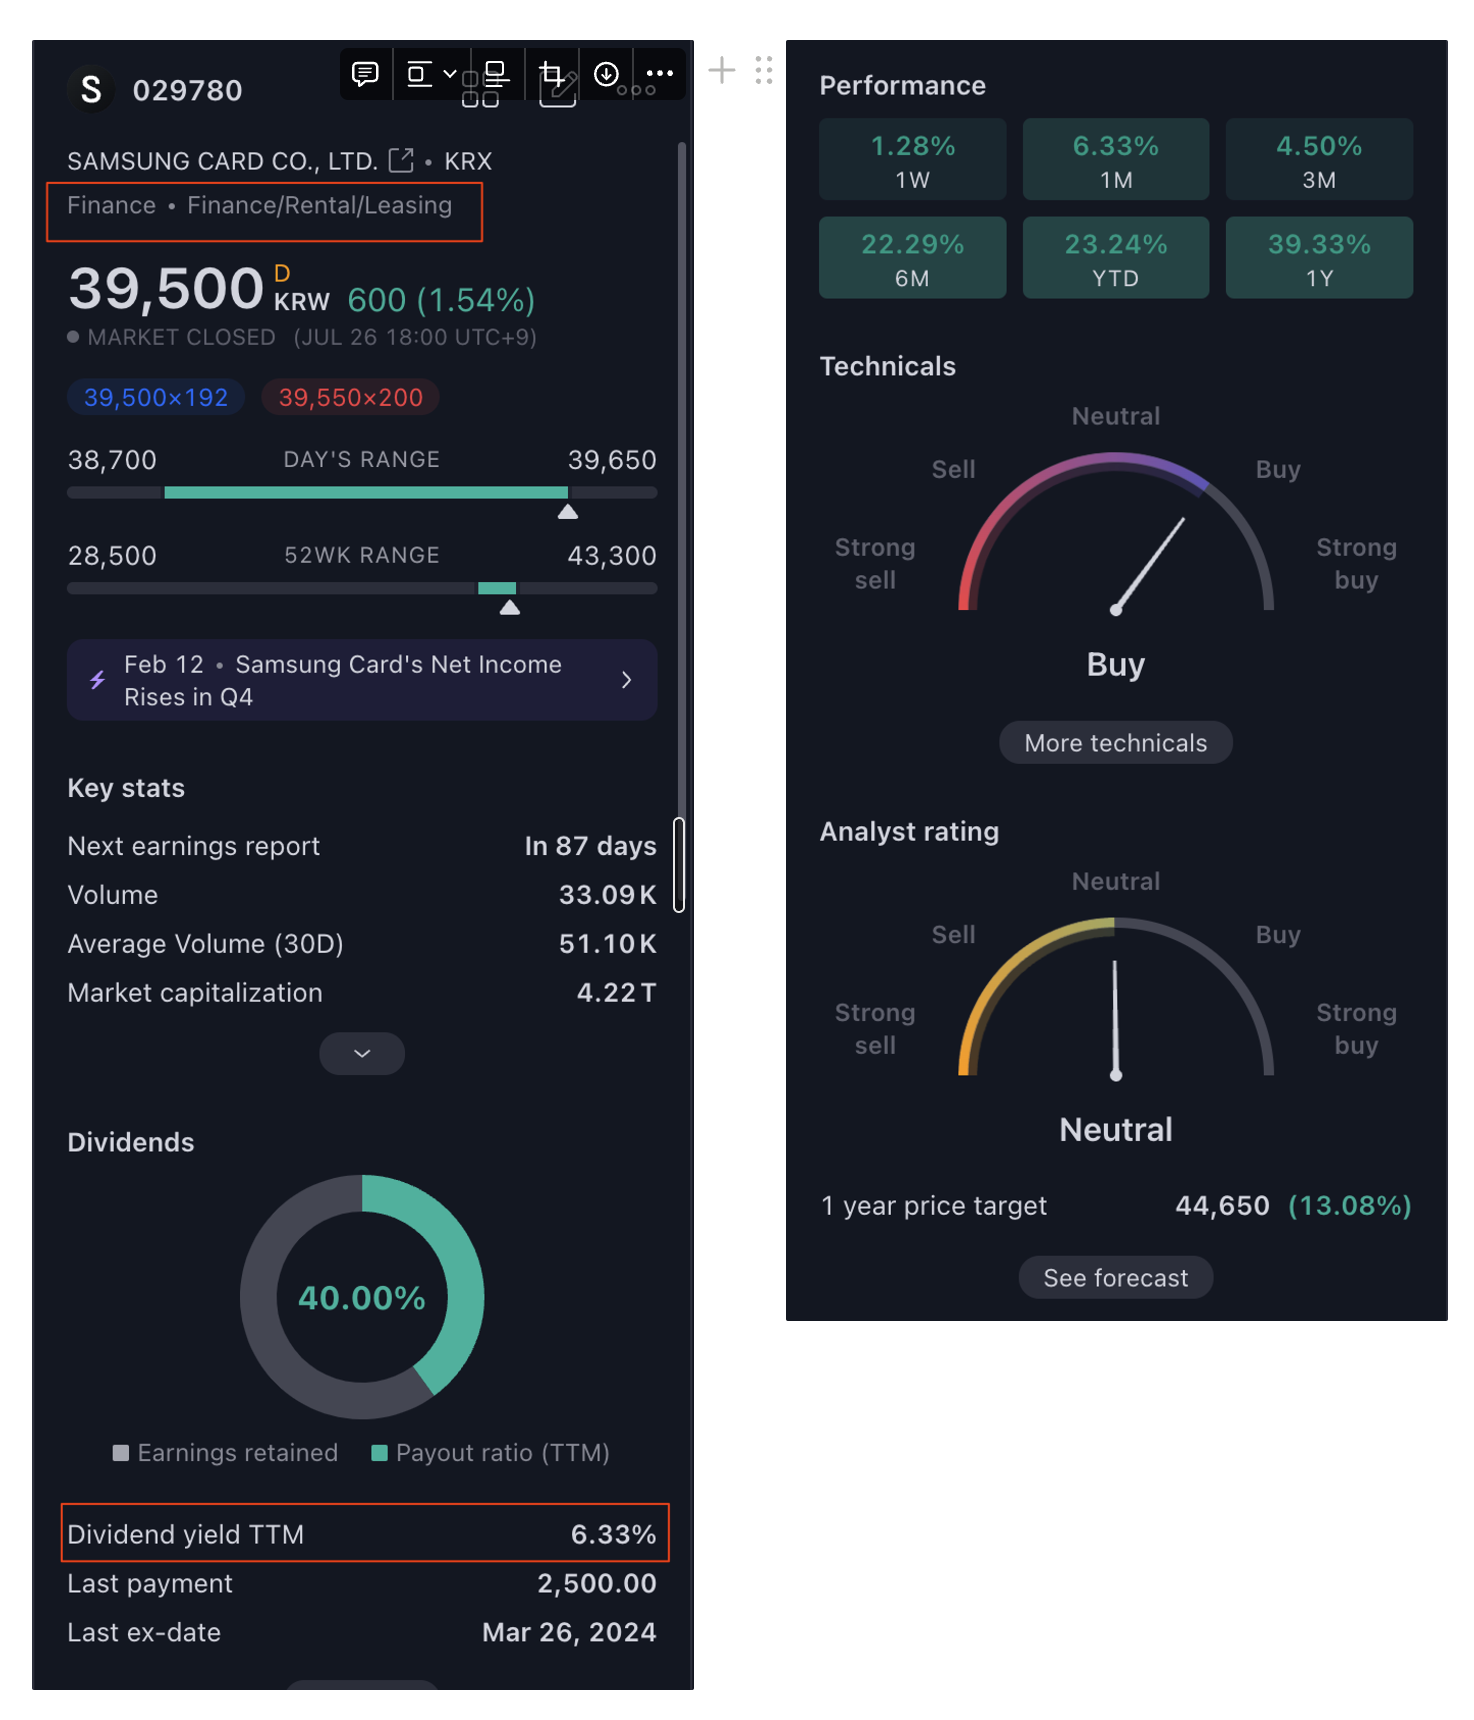 S 029780
SAMSUNG CARD CO., LTD. • KRX
Finance • Finance/Rental/Leasing
39,500 D KRW 600 (1.54%)
MARKET CLOSED (JUL 26 18:00 UTC+9)
39,500×192 39,550×200
38,700 DAY'S RANGE 39,650
28,500 52WK RANGE 43,300
Feb 12 • Samsung Card's Net Income
Rises in Q4
Key stats
Next earnings report In 87 days
Volume 33.09K
Average Volume (30D) 51.10K
Market capitalization 4.22T
Dividends
40.00%
Earnings retained Payout ratio (TTM)
Dividend yield TTM 6.33%
Last payment 2,500.00
Last ex-date Mar 26, 2024
Performance
1.28% 6.33% 4.50%
1W 1M 3M
22.29% 23.24% 39.33%
6M YTD 1Y
Technicals
Neutral
Sell Buy
Strong Strong
sell buy
Buy
More technicals
Analyst rating
Neutral
Sell Buy
Strong Strong
sell buy
Neutral
1 year price target 44,650 (13.08%)
See forecast